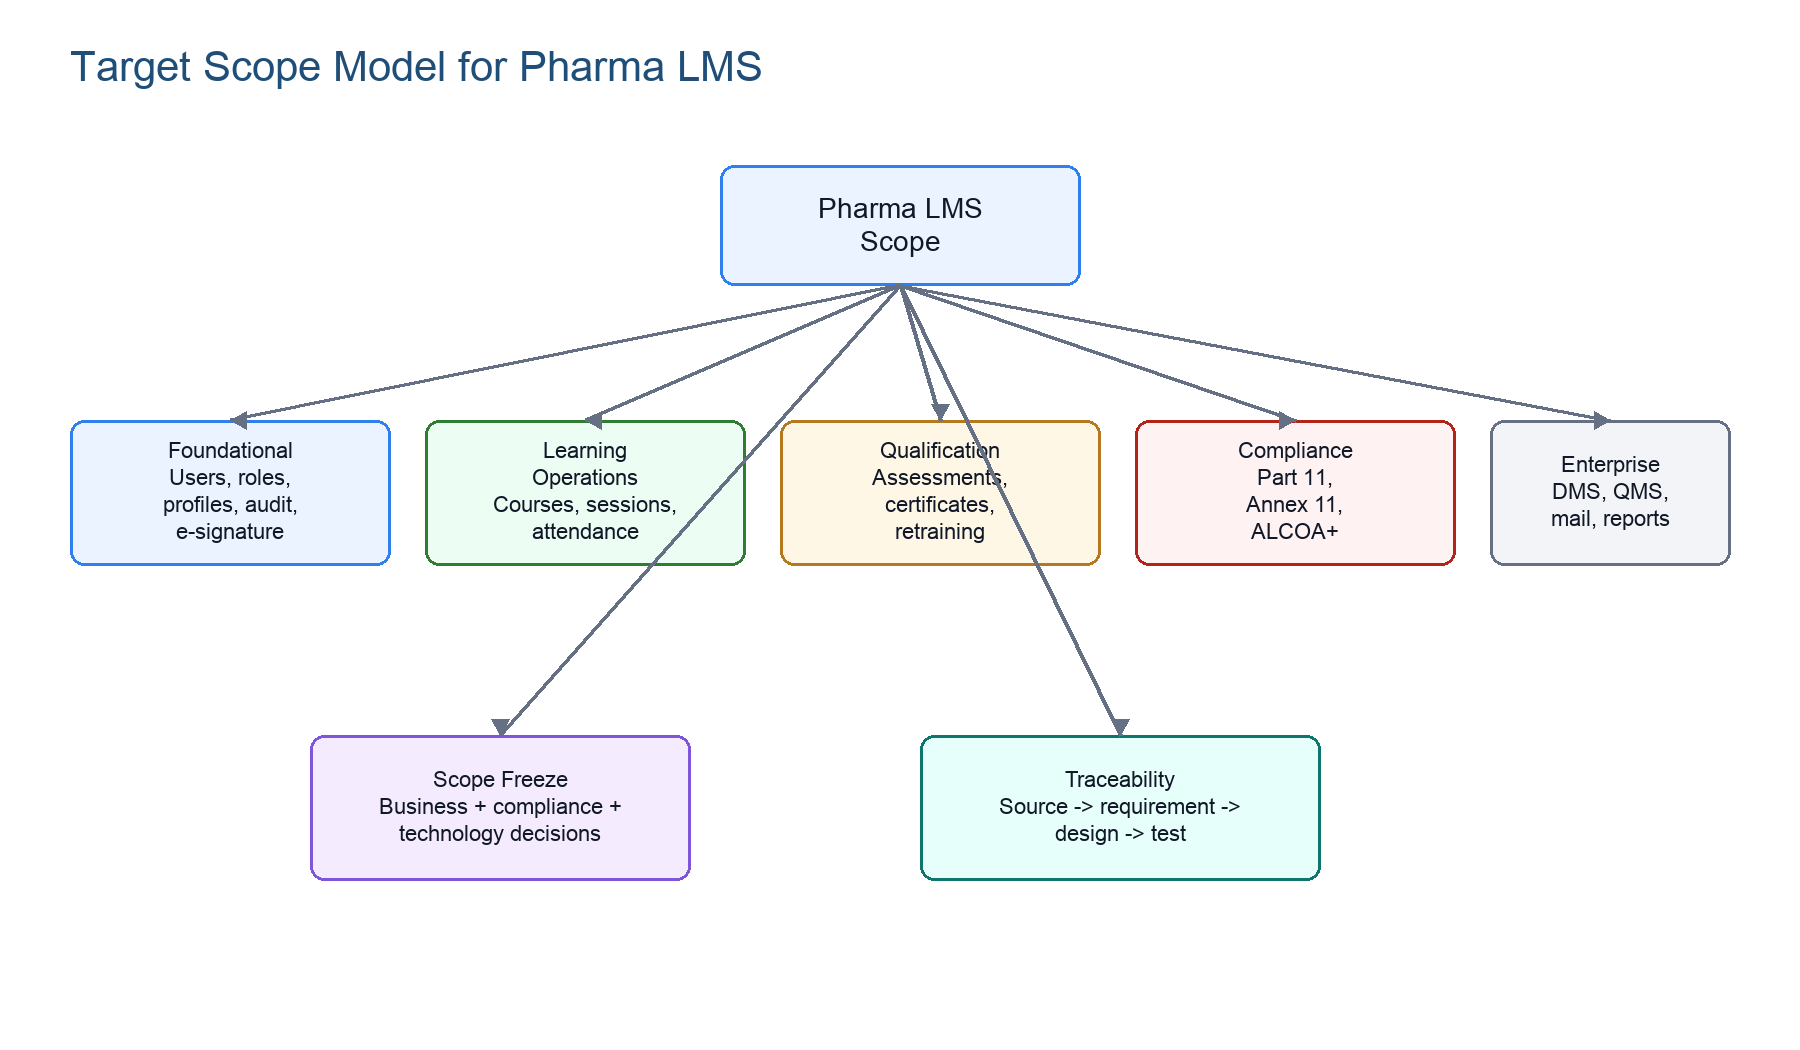 Target Scope Model for Pharma LMS
Pharma LMS
Scope
Foundational
Users, roles,
profiles, audit,
e-signature
Learning
Operations
Courses, sessions,
attendance
Qualification
Assessments,
certificates,
retraining
Compliance
Part 11,
Annex 11,
ALCOA+
Enterprise
DMS, QMS,
mail, reports
Scope Freeze
Business + compliance +
technology decisions
Traceability
Source -> requirement ->
design -> test